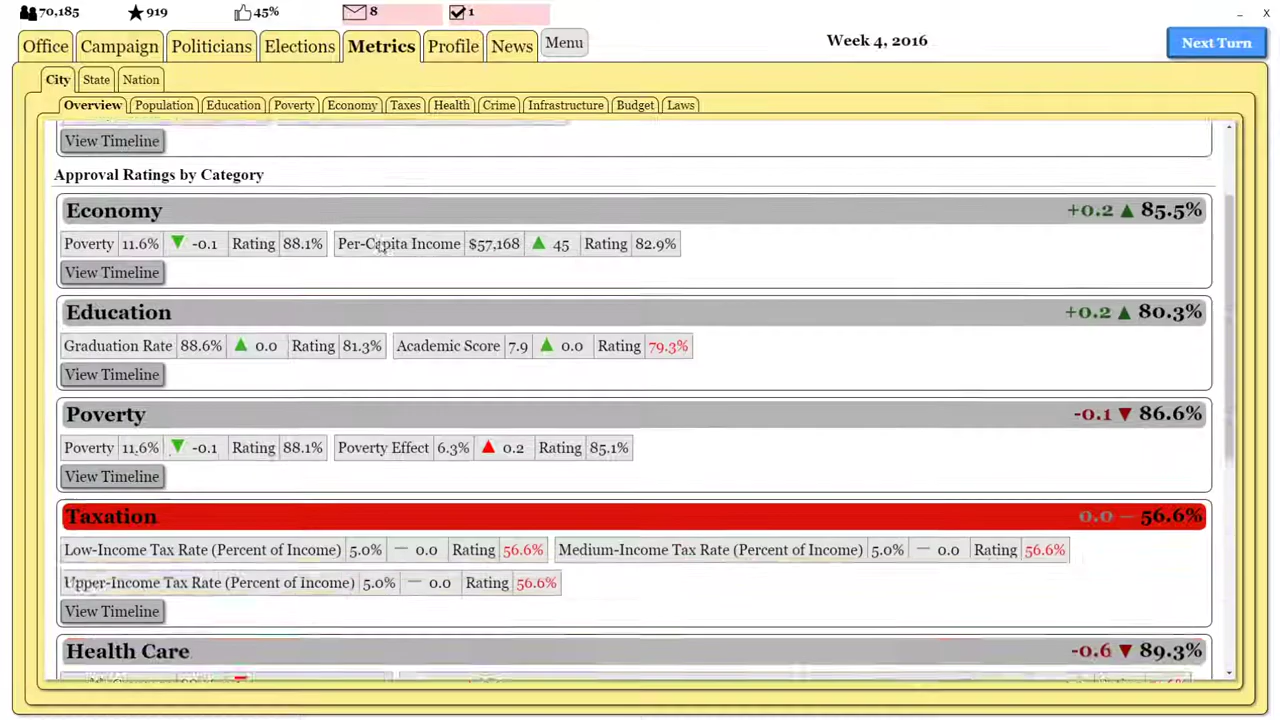 70,185 919 45% 8 1 _ X
Office Campaign Politicians Elections Metrics Profile News Menu Week 4, 2016 Next Turn
City State Nation
Overview Population Education Poverty Economy Taxes Health Crime Infrastructure Budget Laws
View Timeline
Approval Ratings by Category
Economy +0.2 ▲ 85.5%
Poverty 11.6% ▼ -0.1 Rating 88.1% Per-Capita Income $57,168 ▲ 45 Rating 82.9%
View Timeline
Education +0.2 ▲ 80.3%
Graduation Rate 88.6% ▲ 0.0 Rating 81.3% Academic Score 7.9 ▲ 0.0 Rating 79.3%
View Timeline
Poverty -0.1 ▼ 86.6%
Poverty 11.6% ▼ -0.1 Rating 88.1% Poverty Effect 6.3% ▲ 0.2 Rating 85.1%
View Timeline
Taxation 0.0 — 56.6%
Low-Income Tax Rate (Percent of Income) 5.0% — 0.0 Rating 56.6% Medium-Income Tax Rate (Percent of Income) 5.0% — 0.0 Rating 56.6%
Upper-Income Tax Rate (Percent of Income) 5.0% — 0.0 Rating 56.6%
View Timeline
Health Care -0.6 ▼ 89.3%